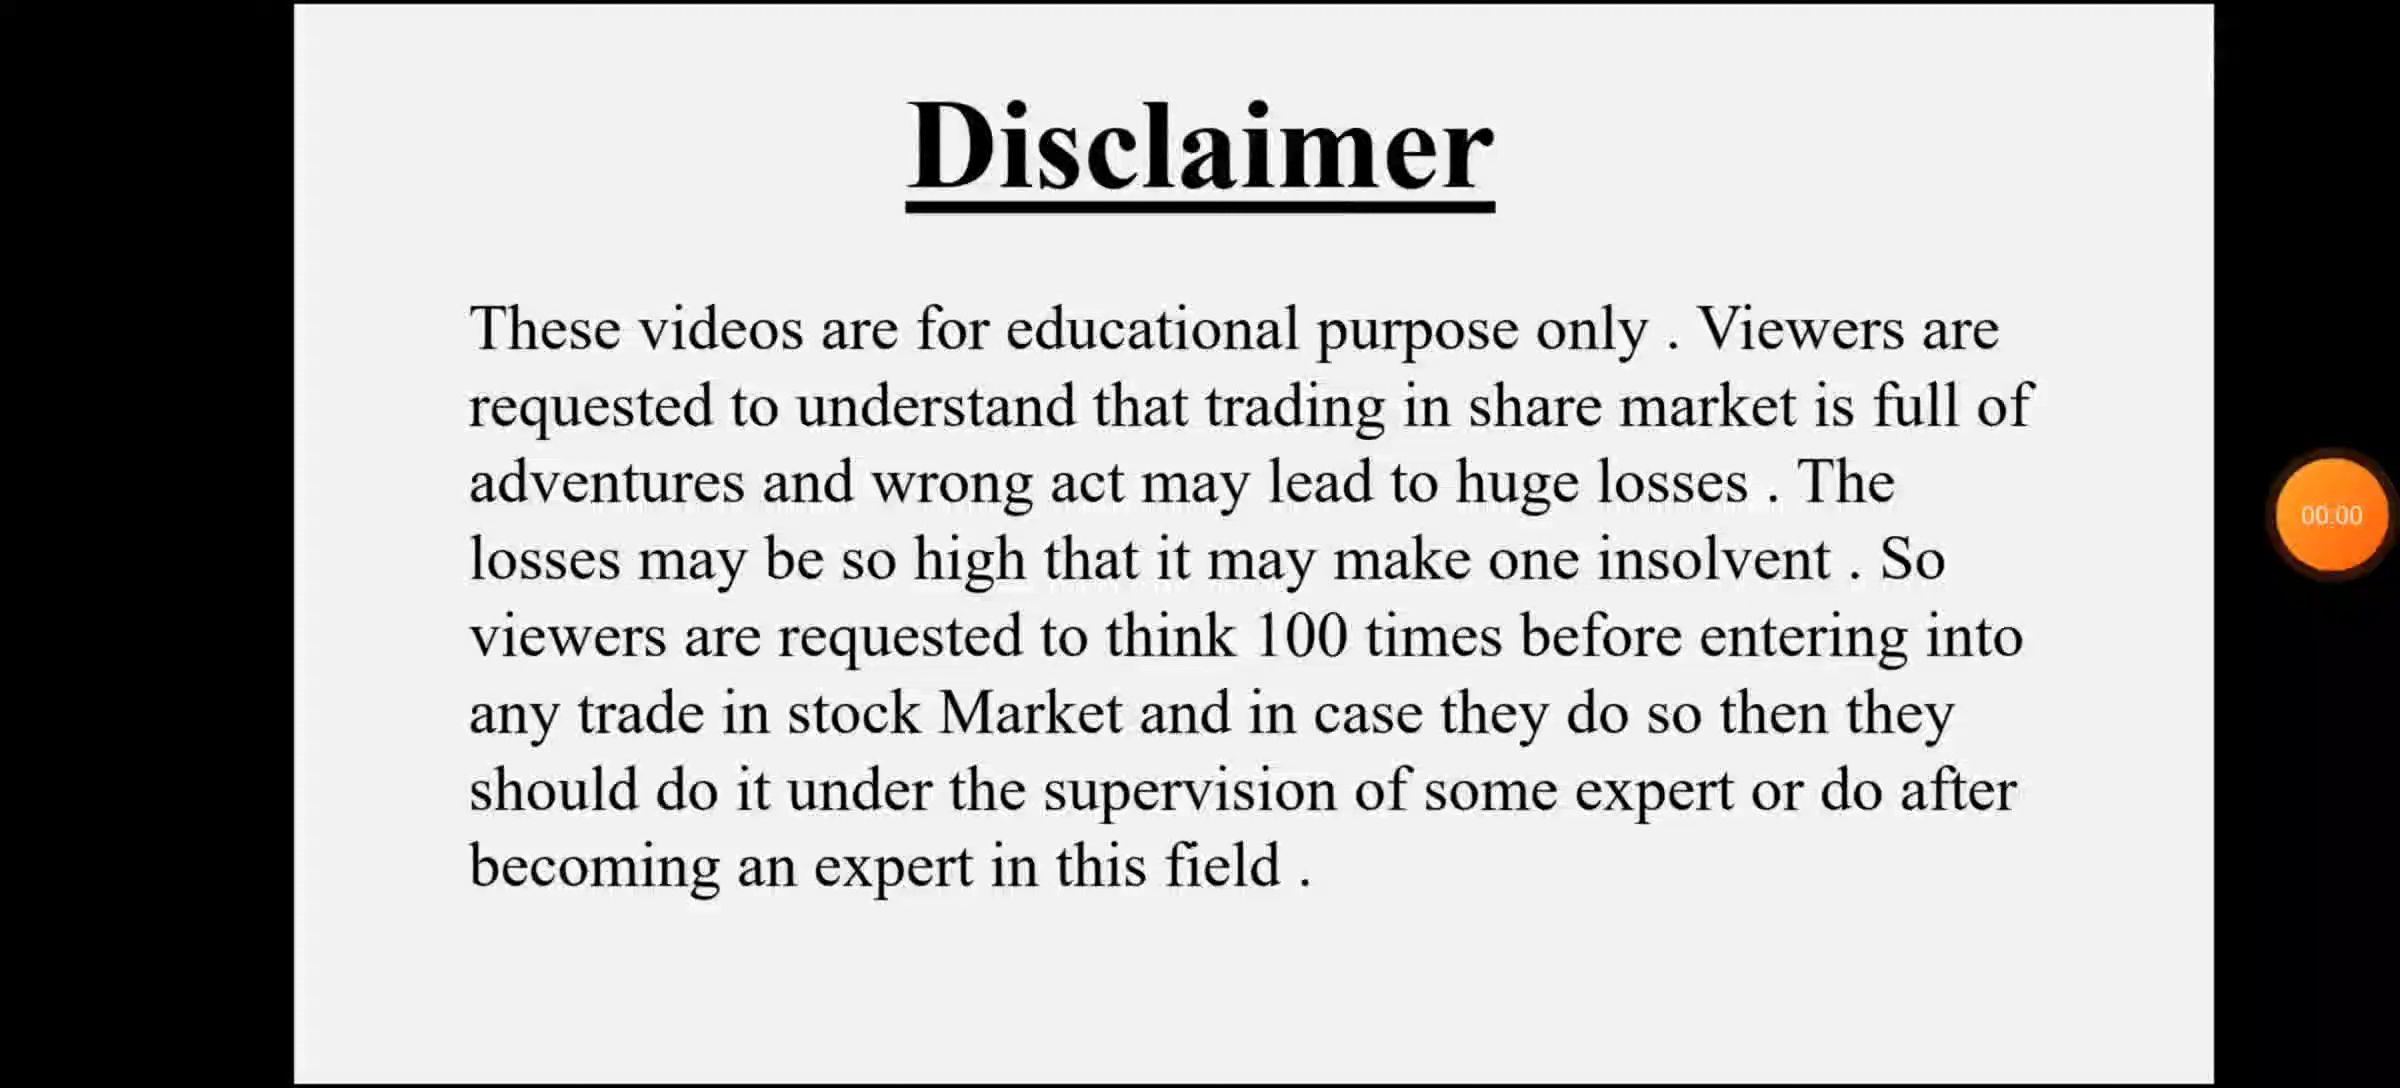 Disclaimer
These videos are for educational purpose only . Viewers are
requested to understand that trading in share market is full of
adventures and wrong act may lead to huge losses . The
losses may be so high that it may make one insolvent . So
viewers are requested to think 100 times before entering into
any trade in stock Market and in case they do so then they
should do it under the supervision of some expert or do after
becoming an expert in this field .
00:00